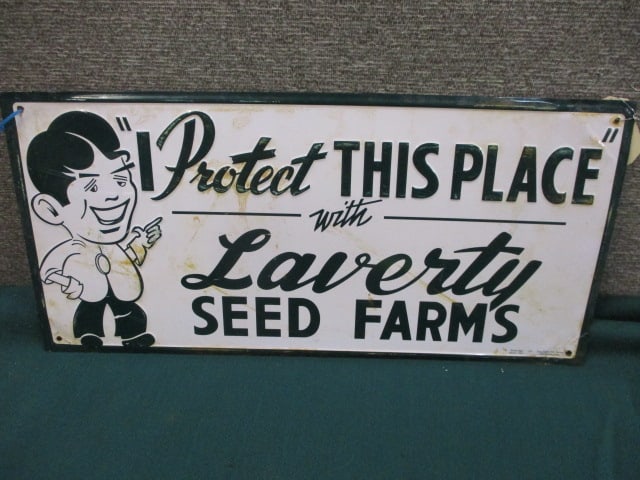 "I Protect THIS PLACE"
with
Laverty
SEED FARMS